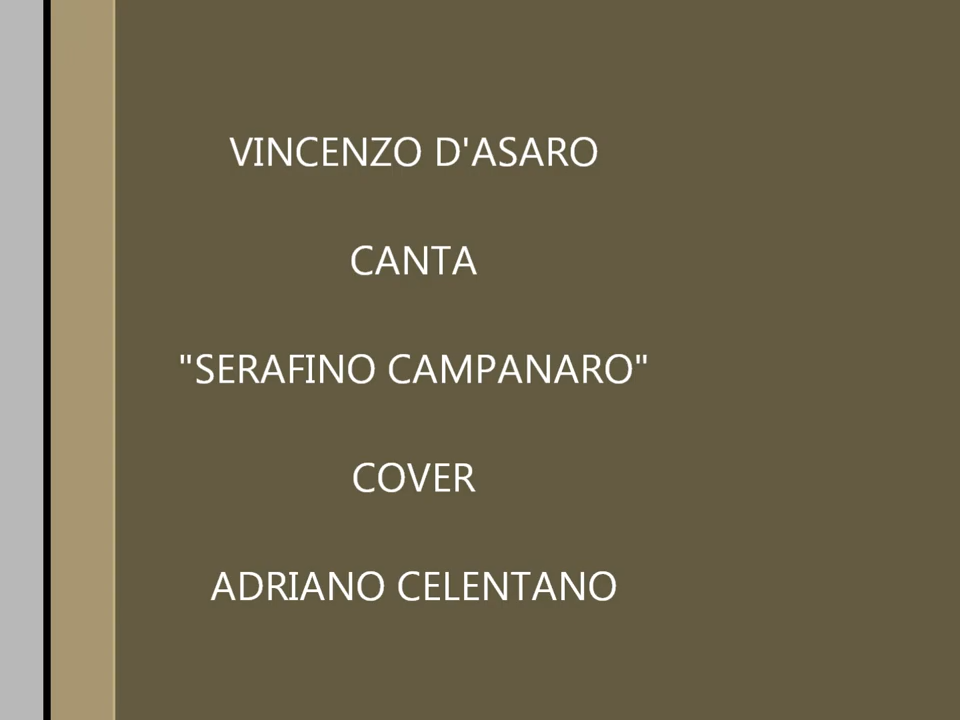 VINCENZO D'ASARO
CANTA
"SERAFINO CAMPANARO"
COVER
ADRIANO CELENTANO